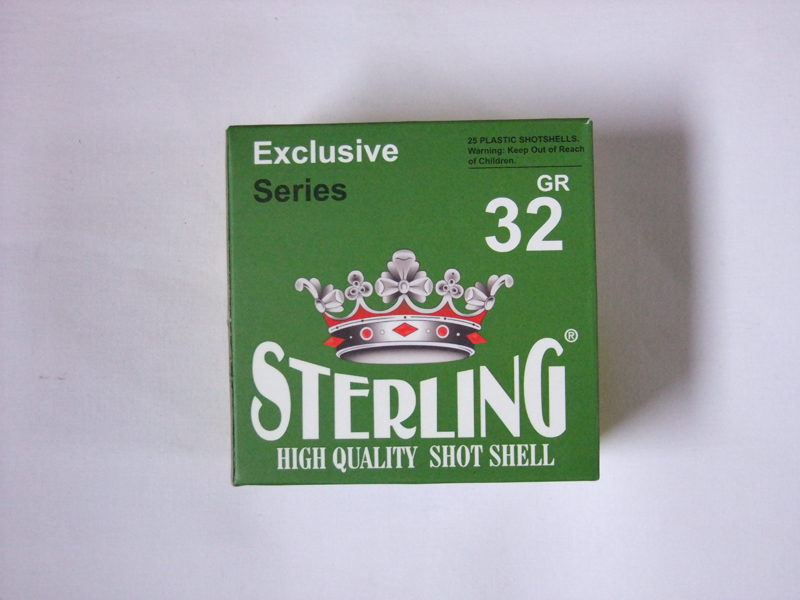 Exclusive
Series
25 PLASTIC SHOTSHELLS.
Warning: Keep Out of Reach
of Children.
GR
32
STERLING®
HIGH QUALITY SHOT SHELL